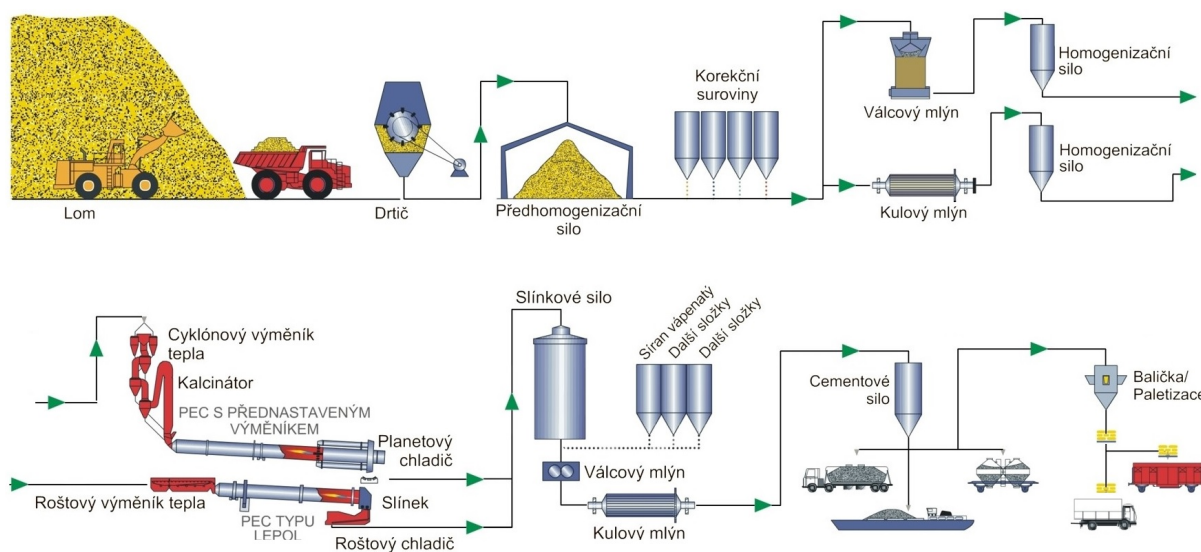 Lom
Drtič
Předhomogenizační
silo
Korekční
suroviny
Válcový mlýn
Homogenizační
silo
Kulový mlýn
Homogenizační
silo
Cyklónový výměník
tepla
Kalcinátor
PEC S PŘEDNASTAVENÝM
VÝMĚNÍKEM
Planetový
chladič
Roštový výměník tepla
Slínek
PEC TYPU
LEPOL
Roštový chladič
Slínkové silo
Síran vápenatý
Další složky
Další složky
Válcový mlýn
Kulový mlýn
Cementové
silo
Balička/
Paletizace